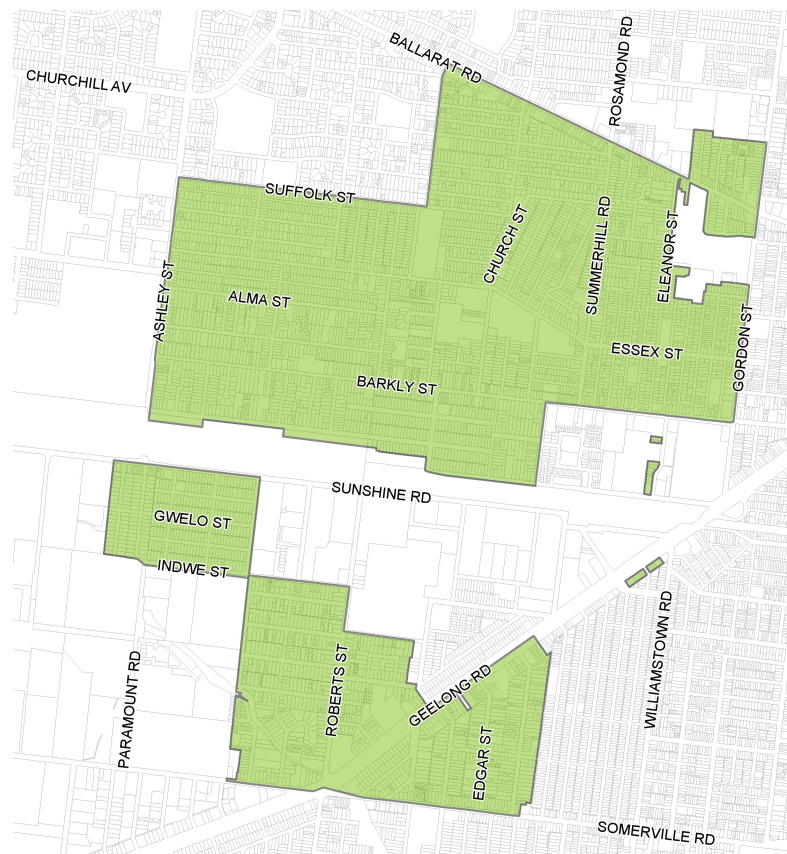 BALLARAT RD
ROSAMOND RD
CHURCHILL AV
SUFFOLK ST
CHURCH ST
SUMMERHILL RD
ELEANOR ST
ASHLEY ST
ALMA ST
ESSEX ST
GORDON ST
BARKLY ST
SUNSHINE RD
GWELO ST
INDWE ST
PARAMOUNT RD
ROBERTS ST
GEELONG RD
WILLIAMSTOWN RD
EDGAR ST
SOMERVILLE RD